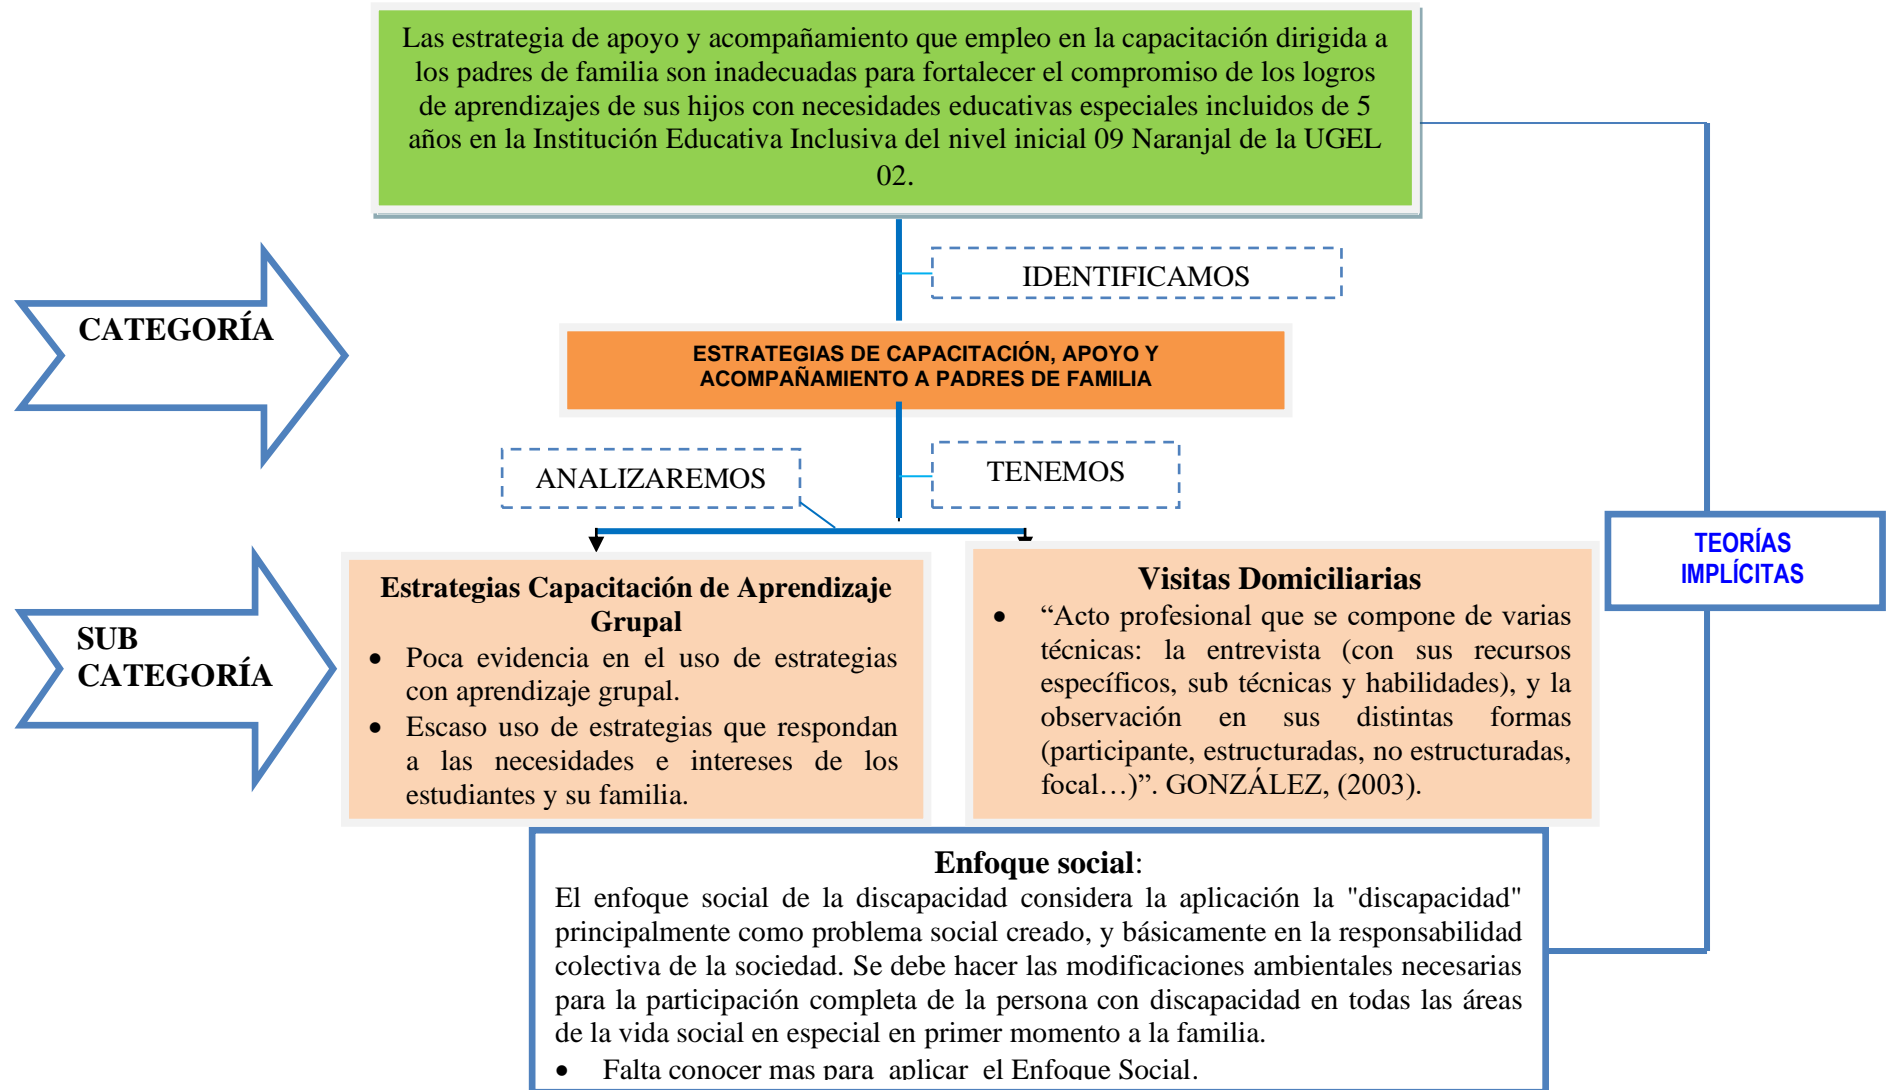 Las estrategia de apoyo y acompañamiento que empleo en la capacitación dirigida a
los padres de familia son inadecuadas para fortalecer el compromiso de los logros
de aprendizajes de sus hijos con necesidades educativas especiales incluidos de 5
años en la Institución Educativa Inclusiva del nivel inicial 09 Naranjal de la UGEL
02.
IDENTIFICAMOS
CATEGORÍA
ESTRATEGIAS DE CAPACITACIÓN, APOYO Y
ACOMPAÑAMIENTO A PADRES DE FAMILIA
ANALIZAREMOS
TENEMOS
TEORÍAS
IMPLÍCITAS
SUB
CATEGORÍA
Estrategias Capacitación de Aprendizaje
Grupal
• Poca evidencia en el uso de estrategias
con aprendizaje grupal.
• Escaso uso de estrategias que respondan
a las necesidades e intereses de los
estudiantes y su familia.
Visitas Domiciliarias
• “Acto profesional que se compone de varias
técnicas: la entrevista (con sus recursos
específicos, sub técnicas y habilidades), y la
observación en sus distintas formas
(participante, estructuradas, no estructuradas,
focal…)”. GONZÁLEZ, (2003).
Enfoque social:
El enfoque social de la discapacidad considera la aplicación la "discapacidad"
principalmente como problema social creado, y básicamente en la responsabilidad
colectiva de la sociedad. Se debe hacer las modificaciones ambientales necesarias
para la participación completa de la persona con discapacidad en todas las áreas
de la vida social en especial en primer momento a la familia.
• Falta conocer mas para aplicar el Enfoque Social.